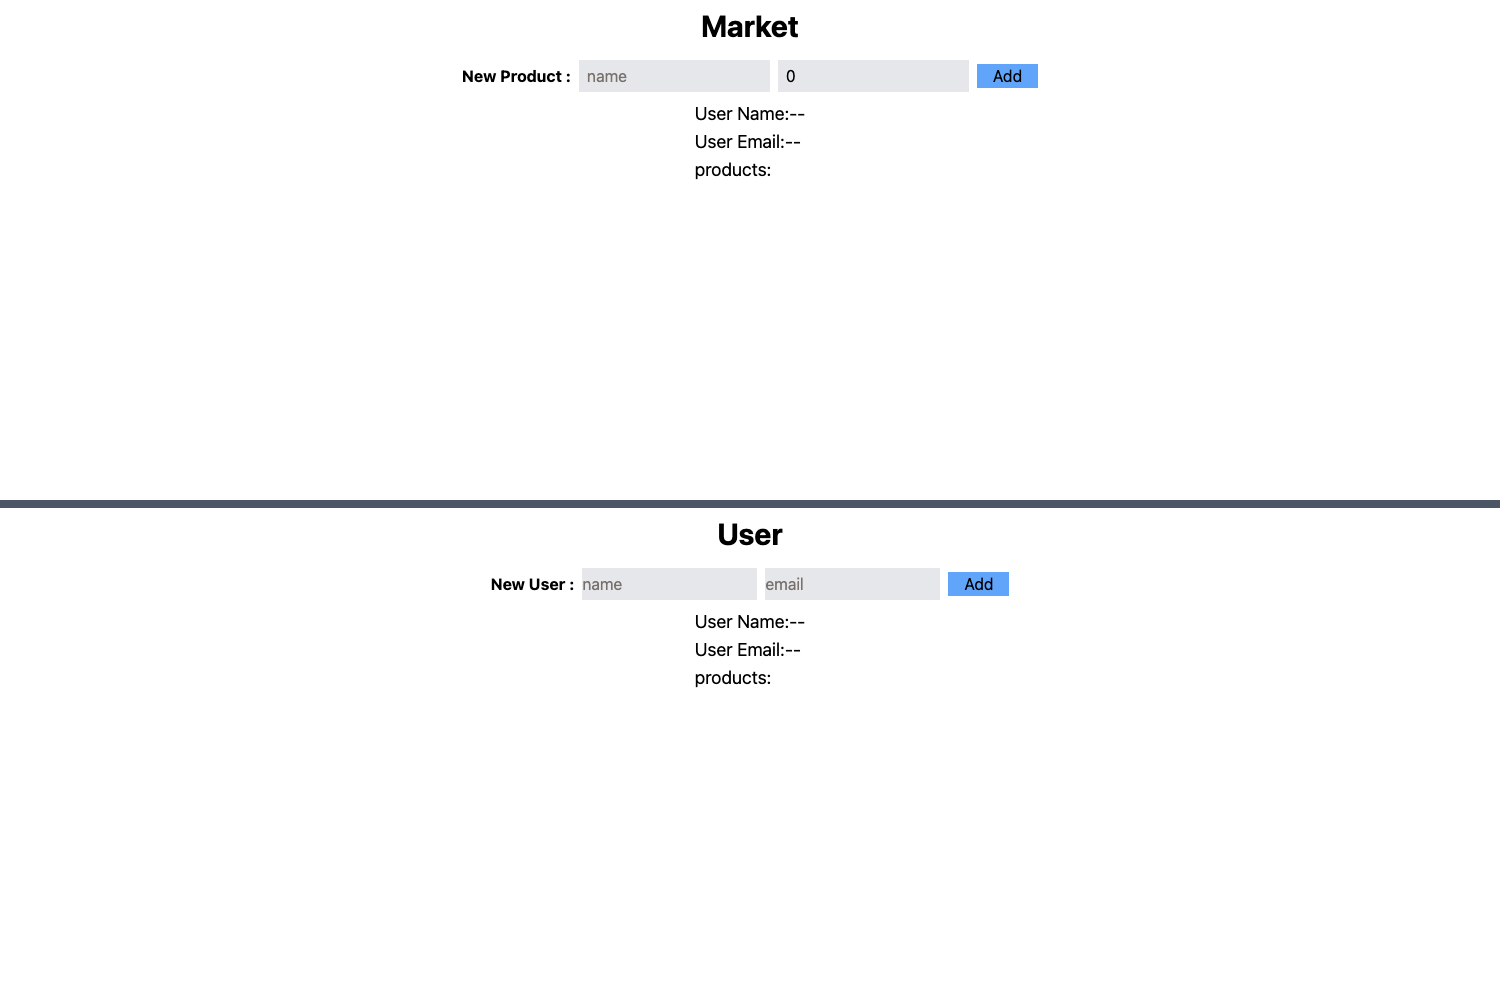 Market
New Product : name 0 Add
User Name:--
User Email:--
products:
User
New User : name email Add
User Name:--
User Email:--
products: